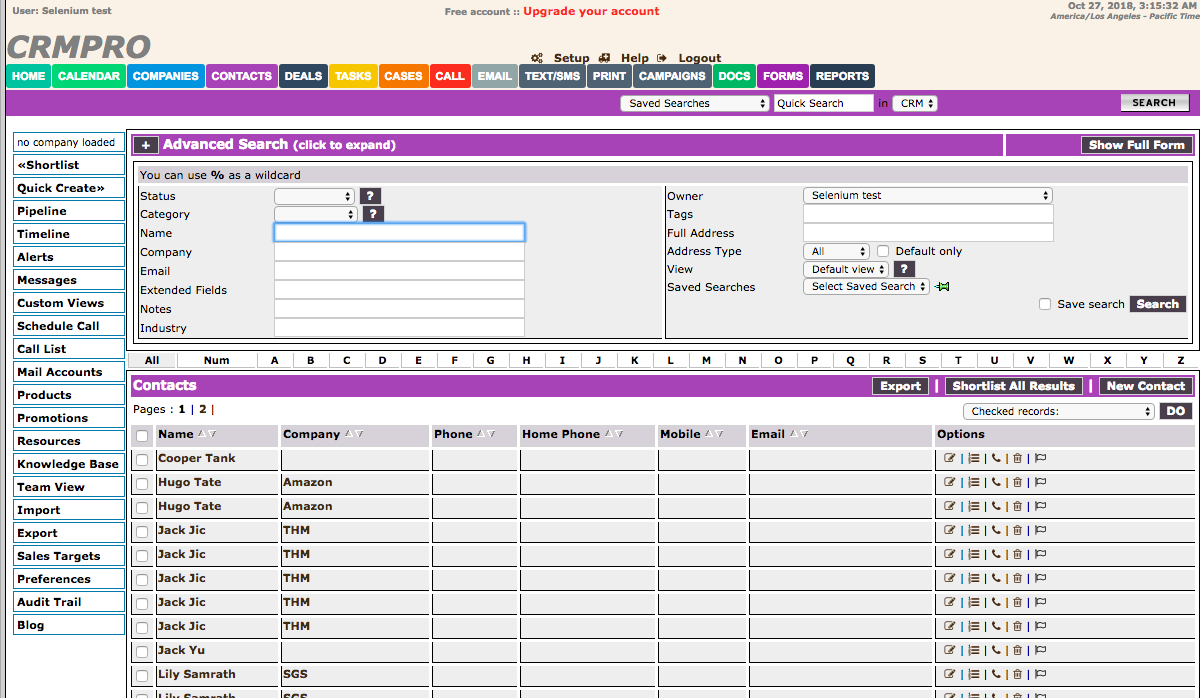 User: Selenium test
Free account :: Upgrade your account
Oct 27, 2018, 3:15:32 AM
America/Los Angeles - Pacific Time
CRMPRO
Setup Help Logout
HOME CALENDAR COMPANIES CONTACTS DEALS TASKS CASES CALL EMAIL TEXT/SMS PRINT CAMPAIGNS DOCS FORMS REPORTS
Saved Searches Quick Search in CRM SEARCH
no company loaded
«Shortlist
Quick Create»
Pipeline
Timeline
Alerts
Messages
Custom Views
Schedule Call
Call List
Mail Accounts
Products
Promotions
Resources
Knowledge Base
Team View
Import
Export
Sales Targets
Preferences
Audit Trail
Blog
+ Advanced Search (click to expand) Show Full Form
You can use % as a wildcard
Status ?
Category ?
Name
Company
Email
Extended Fields
Notes
Industry
Owner Selenium test
Tags
Full Address
Address Type All Default only
View Default view ?
Saved Searches Select Saved Search
Save search Search
All Num A B C D E F G H I J K L M N O P Q R S T U V W X Y Z
Contacts Export | Shortlist All Results | New Contact
Pages : 1 | 2 |
Checked records: DO
Name Company Phone Home Phone Mobile Email Options
Cooper Tank
Hugo Tate Amazon
Hugo Tate Amazon
Jack Jic THM
Jack Jic THM
Jack Jic THM
Jack Jic THM
Jack Jic THM
Jack Yu
Lily Samrath SGS
Lily Samrath SGS